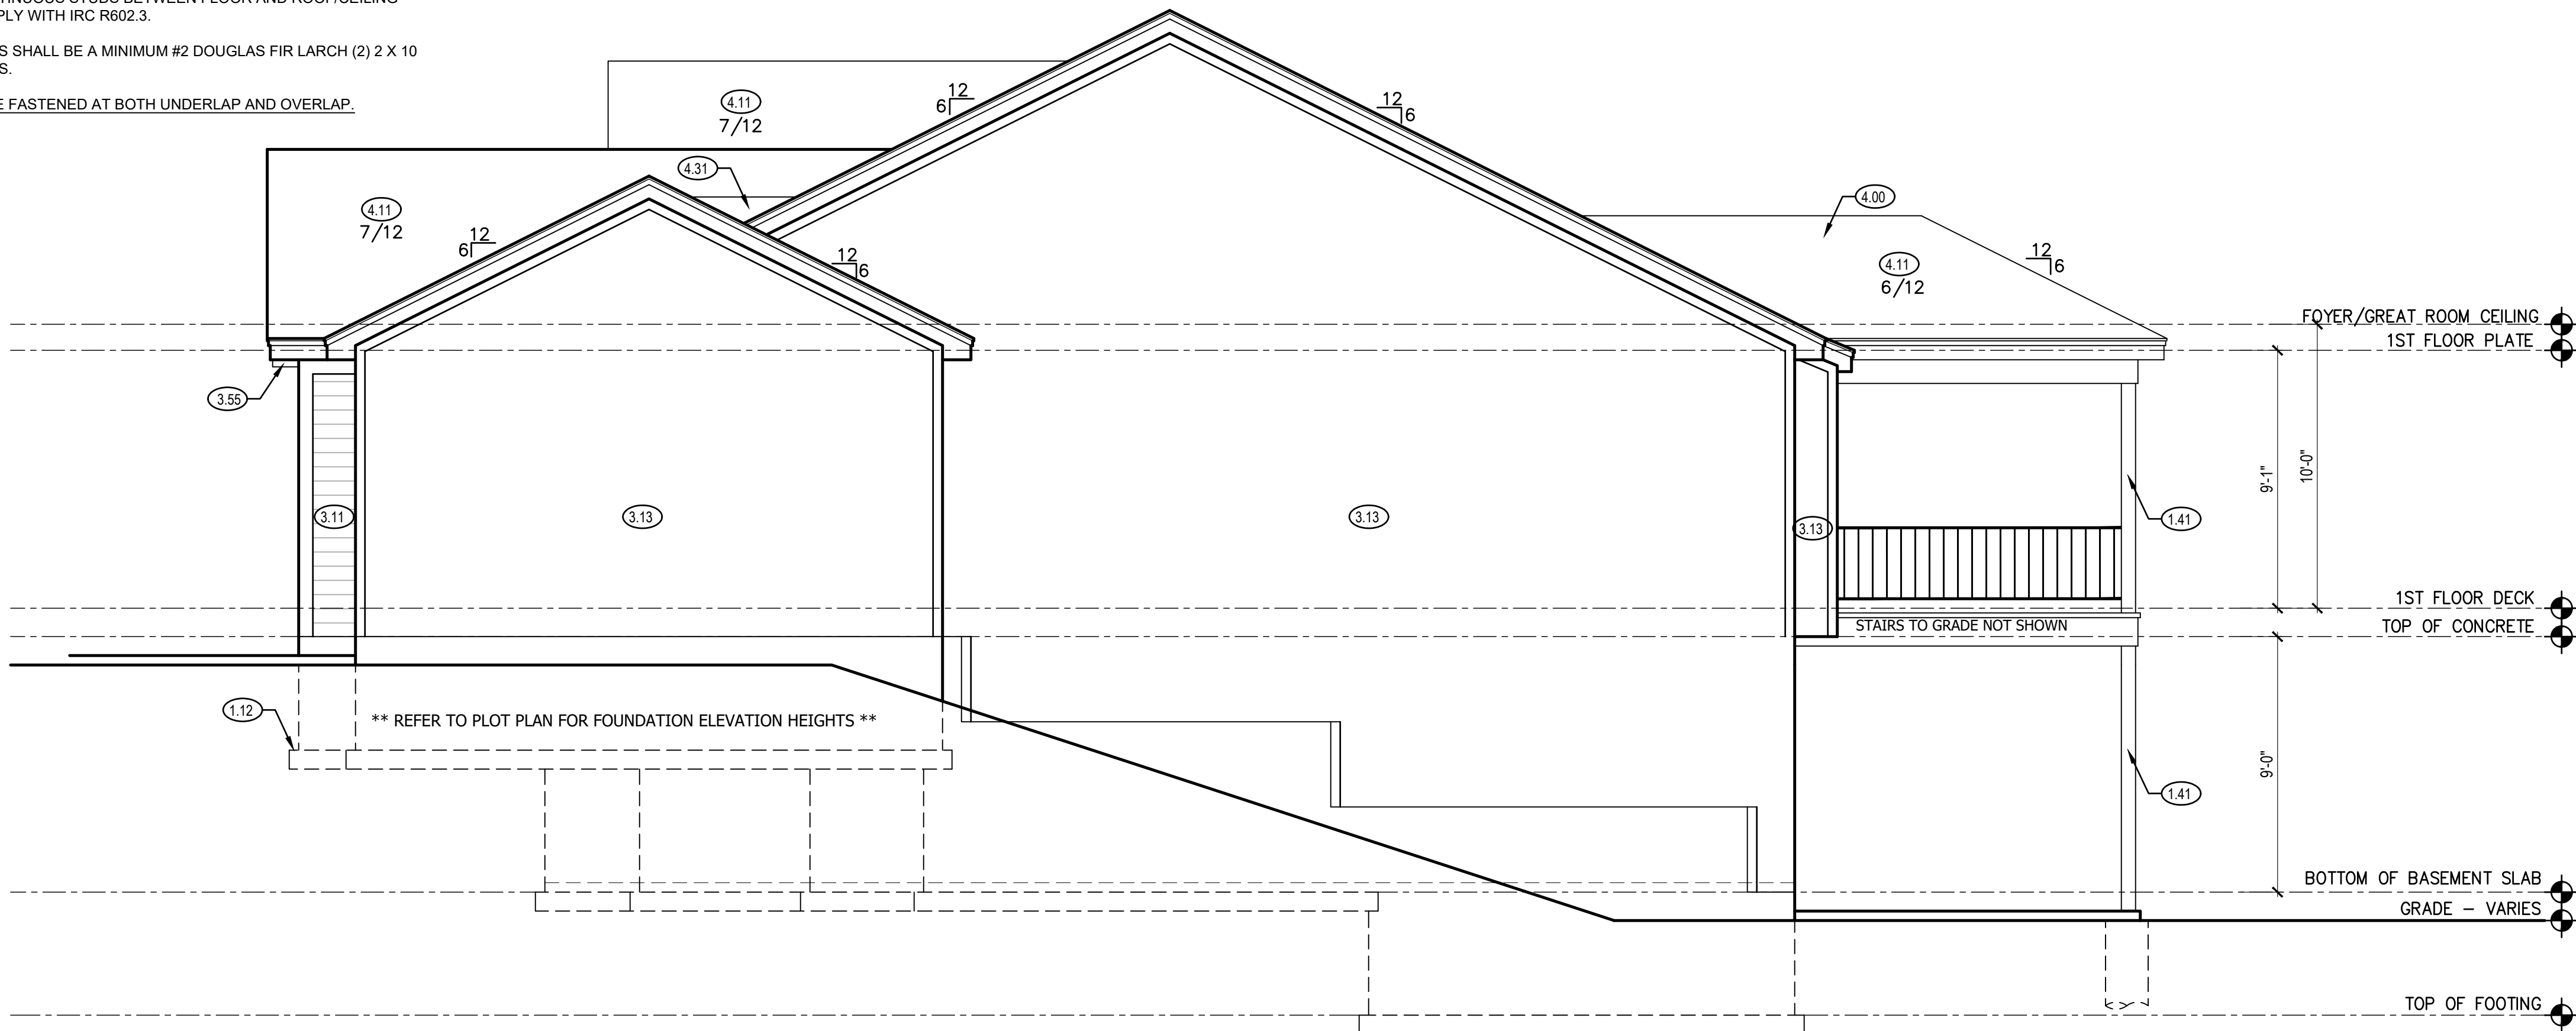 BETWEEN FLOOR AND ROOF/CEILING
PLY WITH IRC R602.3.
S SHALL BE A MINIMUM #2 DOUGLAS FIR LARCH (2) 2 X 10
S.
E FASTENED AT BOTH UNDERLAP AND OVERLAP.
4.11
7/12
12
6
12
6
4.31
4.00
4.11
7/12
12
6
12
6
12
6
4.11
6/12
FOYER/GREAT ROOM CEILING
1ST FLOOR PLATE
3.55
3.11
3.13
3.13
3.13
1.41
9'-1"
10'-0"
1ST FLOOR DECK
STAIRS TO GRADE NOT SHOWN
TOP OF CONCRETE
1.12
** REFER TO PLOT PLAN FOR FOUNDATION ELEVATION HEIGHTS **
9'-0"
1.41
BOTTOM OF BASEMENT SLAB
GRADE - VARIES
TOP OF FOOTING